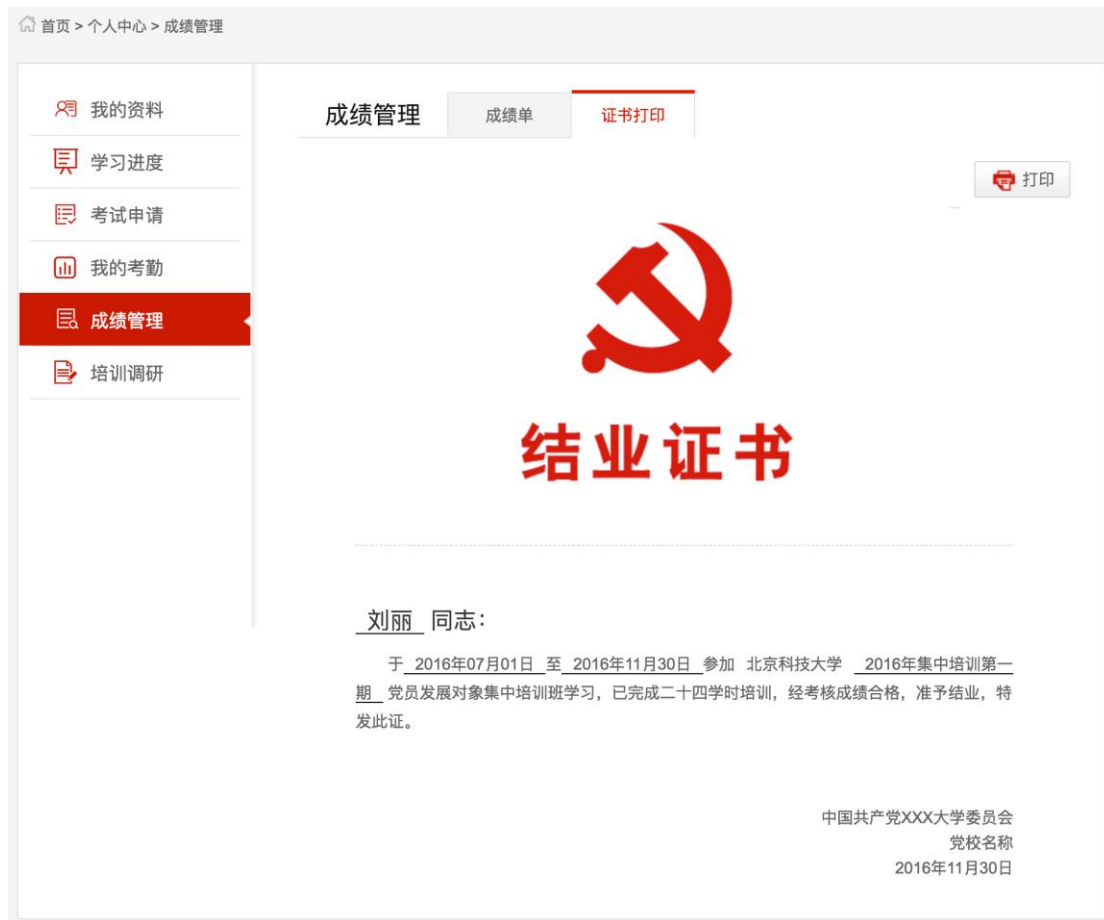 首页 > 个人中心 > 成绩管理
我的资料
学习进度
考试申请
我的考勤
成绩管理
培训调研
成绩管理 成绩单 证书打印
打印
结业证书
刘丽 同志：
于 2016年07月01日 至 2016年11月30日 参加 北京科技大学 2016年集中培训第一
期 党员发展对象集中培训班学习，已完成二十四学时培训，经考核成绩合格，准予结业，特
发此证。
中国共产党XXX大学委员会
党校名称
2016年11月30日